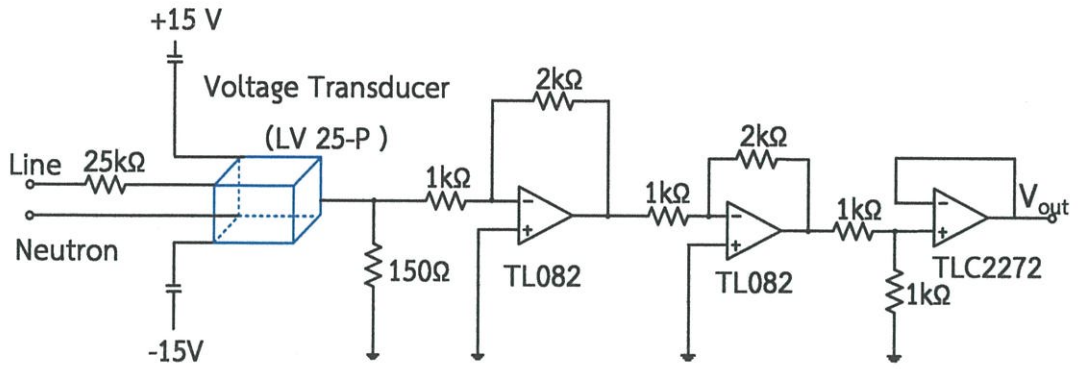 +15 V
Voltage Transducer
(LV 25-P )
Line
25kΩ
Neutron
-15V
150Ω
1kΩ
2kΩ
TL082
1kΩ
2kΩ
TL082
1kΩ
1kΩ
TLC2272
Vout